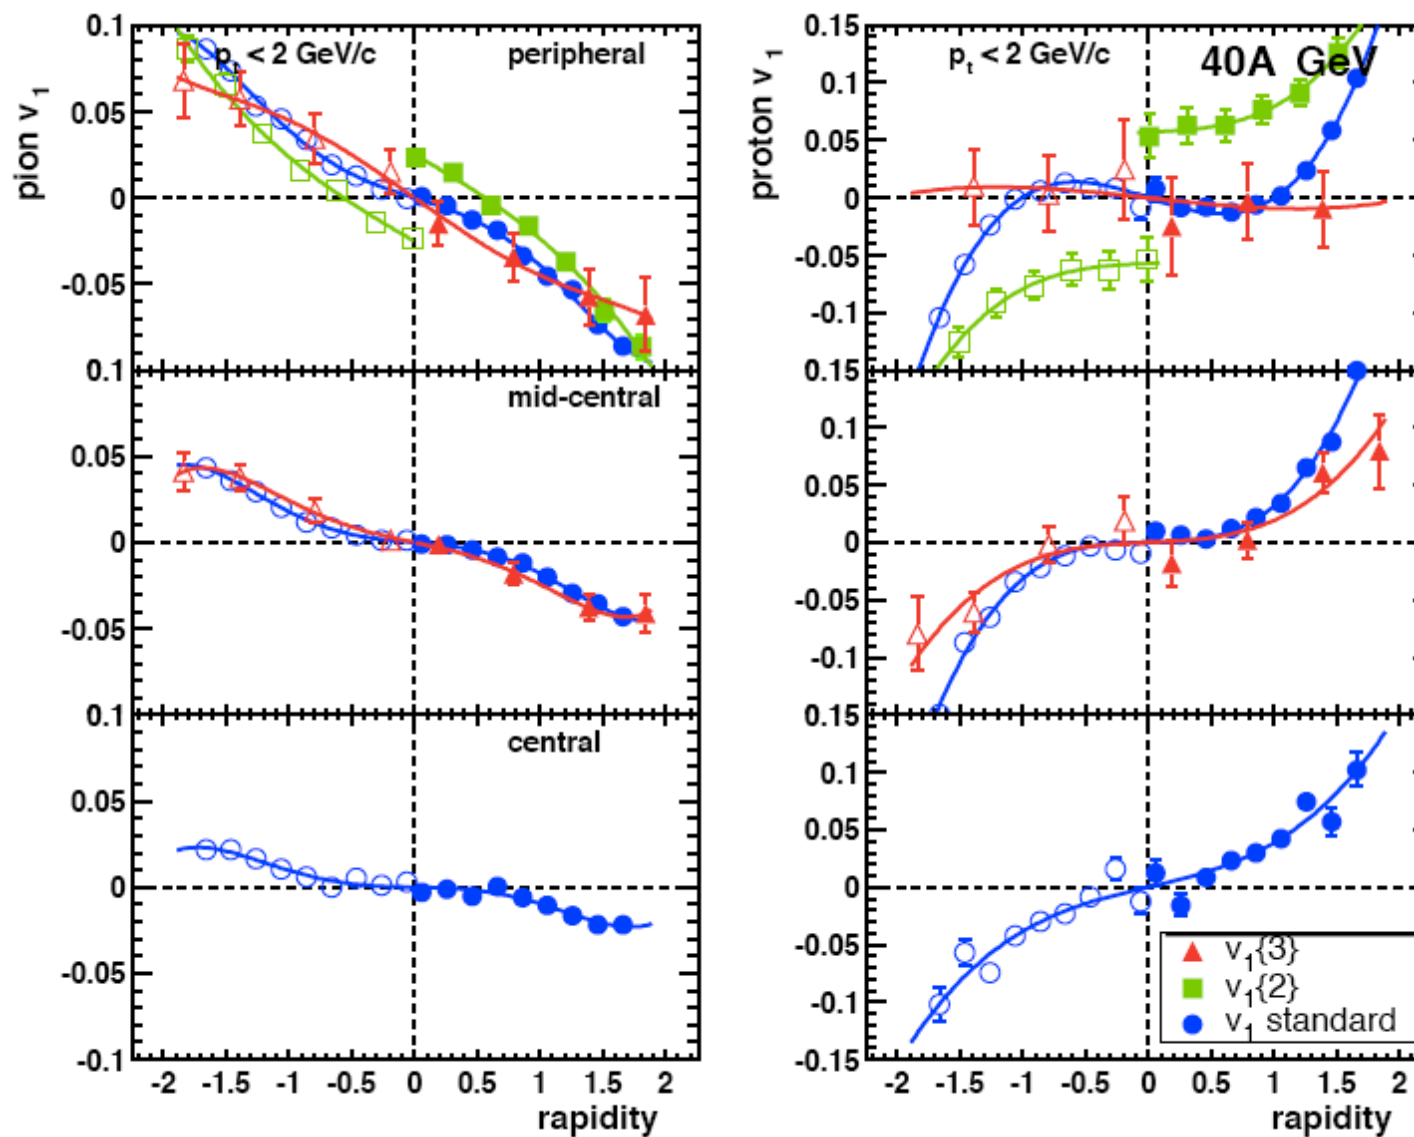 0.1
p_t < 2 GeV/c
peripheral
0.05
0
-0.05
pion v_1
0.1
mid-central
0.05
0
-0.05
0.1
central
0.05
0
-0.05
-0.1
-2 -1.5 -1 -0.5 0 0.5 1 1.5 2
rapidity
0.15
p_t < 2 GeV/c
40A GeV
0.1
0.05
0
-0.05
-0.1
proton v_1
0.15
0.1
0.05
0
-0.05
-0.1
0.15
0.1
0.05
0
-0.05
-0.1
-0.15
v_1{3}
v_1{2}
v_1 standard
-2 -1.5 -1 -0.5 0 0.5 1 1.5 2
rapidity